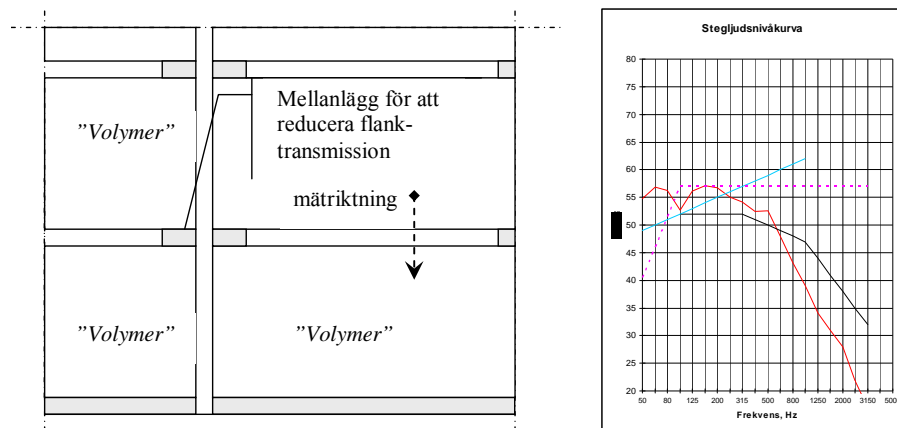 ”Volymer”
Mellanlägg för att
reducera flank-
transmission
mätriktning
”Volymer”
”Volymer”
Stegljudsnivåkurva
80
75
70
65
60
55
50
45
40
35
30
25
20
50 80 125 200 315 500 800 1250 2000 3150 500
Frekvens, Hz